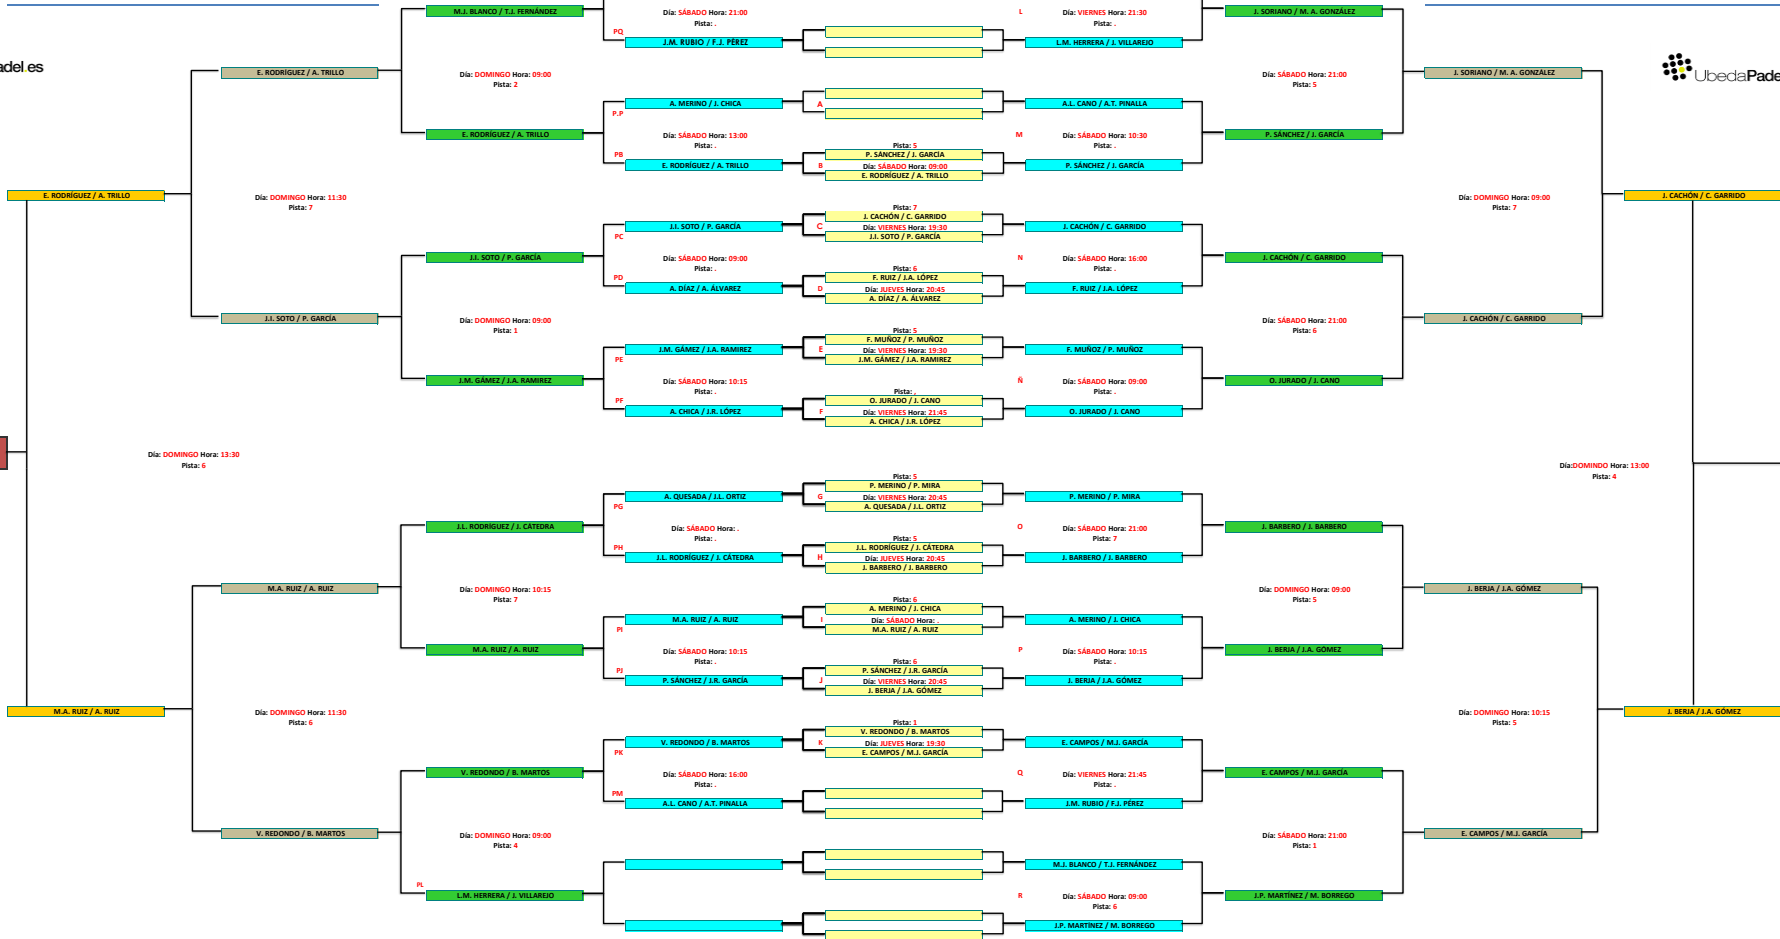 M.J. BLANCO / T.J. FERNÁNDEZ
Día: SÁBADO Hora: 21:00
L
Día: VIERNES Hora: 21:30
J. SORIANO / M. A. GONZÁLEZ
Pista: .
Pista: .
PQ
J.M. RUBIO / F.J. PÉREZ
L.M. HERRERA / J. VILLAREJO
adel.es
E. RODRÍGUEZ / A. TRILLO
Día: DOMINGO Hora: 09:00
Pista: 2
Día: SÁBADO Hora: 21:00
Pista: 5
J. SORIANO / M. A. GONZÁLEZ
UbedaPade
A. MERINO / J. CHICA
A
A.L. CANO / A.T. PINALLA
P.P
E. RODRÍGUEZ / A. TRILLO
Día: SÁBADO Hora: 13:00
Pista: .
M
Día: SÁBADO Hora: 10:30
Pista: .
P. SÁNCHEZ / J. GARCÍA
Pista: 5
PB
P. SÁNCHEZ / J. GARCÍA
E. RODRÍGUEZ / A. TRILLO
B
Día: SÁBADO Hora: 09:00
P. SÁNCHEZ / J. GARCÍA
E. RODRÍGUEZ / A. TRILLO
E. RODRÍGUEZ / A. TRILLO
Día: DOMINGO Hora: 11:30
Pista: 7
Día: DOMINGO Hora: 09:00
Pista: 7
J. CACHÓN / C. GARRIDO
Pista: 7
J. CACHÓN / C. GARRIDO
J.I. SOTO / P. GARCÍA
C
Día: VIERNES Hora: 19:30
J. CACHÓN / C. GARRIDO
PC
J.I. SOTO / P. GARCÍA
J.I. SOTO / P. GARCÍA
Día: SÁBADO Hora: 09:00
Pista: .
N
Día: SÁBADO Hora: 16:00
Pista: .
J. CACHÓN / C. GARRIDO
Pista: 6
PD
F. RUIZ / J.A. LÓPEZ
A. DÍAZ / A. ÁLVAREZ
D
Día: JUEVES Hora: 20:45
F. RUIZ / J.A. LÓPEZ
A. DÍAZ / A. ÁLVAREZ
J.I. SOTO / P. GARCÍA
Día: DOMINGO Hora: 09:00
Pista: 1
Día: SÁBADO Hora: 21:00
Pista: 6
J. CACHÓN / C. GARRIDO
Pista: 5
F. MUÑOZ / P. MUÑOZ
J.M. GÁMEZ / J.A. RAMIREZ
E
Día: VIERNES Hora: 19:30
F. MUÑOZ / P. MUÑOZ
PE
J.M. GÁMEZ / J.A. RAMIREZ
J.M. GÁMEZ / J.A. RAMIREZ
Día: SÁBADO Hora: 10:15
Pista: .
Ñ
Día: SÁBADO Hora: 09:00
Pista: .
O. JURADO / J. CANO
Pista: ,
PF
O. JURADO / J. CANO
A. CHICA / J.R. LÓPEZ
F
Día: VIERNES Hora: 21:45
O. JURADO / J. CANO
A. CHICA / J.R. LÓPEZ
Día: DOMINGO Hora: 13:30
Pista: 6
Día:DOMINDO Hora: 13:00
Pista: 4
Pista: 5
P. MERINO / P. MIRA
A. QUESADA / J.L. ORTIZ
G
Día: VIERNES Hora: 20:45
P. MERINO / P. MIRA
PG
A. QUESADA / J.L. ORTIZ
J.L. RODRÍGUEZ / J. CÁTEDRA
Día: SÁBADO Hora: .
Pista: .
O
Día: SÁBADO Hora: 21:00
Pista: 7
J. BARBERO / J. BARBERO
Pista: 5
PH
J.L. RODRÍGUEZ / J. CÁTEDRA
J.L. RODRÍGUEZ / J. CÁTEDRA
H
Día: JUEVES Hora: 20:45
J. BARBERO / J. BARBERO
J. BARBERO / J. BARBERO
M.A. RUIZ / A. RUIZ
Día: DOMINGO Hora: 10:15
Pista: 7
Día: DOMINGO Hora: 09:00
Pista: 5
J. BERJA / J.A. GÓMEZ
Pista: 6
A. MERINO / J. CHICA
M.A. RUIZ / A. RUIZ
I
Día: SÁBADO Hora: .
A. MERINO / J. CHICA
PI
M.A. RUIZ / A. RUIZ
M.A. RUIZ / A. RUIZ
Día: SÁBADO Hora: 10:15
Pista: .
P
Día: SÁBADO Hora: 10:15
Pista: .
J. BERJA / J.A. GÓMEZ
Pista: 6
PJ
P. SÁNCHEZ / J.R. GARCÍA
P. SÁNCHEZ / J.R. GARCÍA
J
Día: VIERNES Hora: 20:45
J. BERJA / J.A. GÓMEZ
J. BERJA / J.A. GÓMEZ
M.A. RUIZ / A. RUIZ
Día: DOMINGO Hora: 11:30
Pista: 6
Día: DOMINGO Hora: 10:15
Pista: 5
J. BERJA / J.A. GÓMEZ
Pista: 1
V. REDONDO / B. MARTOS
V. REDONDO / B. MARTOS
K
Día: JUEVES Hora: 19:30
E. CAMPOS / M.J. GARCÍA
PK
E. CAMPOS / M.J. GARCÍA
V. REDONDO / B. MARTOS
Día: SÁBADO Hora: 16:00
Pista: .
Q
Día: VIERNES Hora: 21:45
Pista: .
E. CAMPOS / M.J. GARCÍA
PM
A.L. CANO / A.T. PINALLA
J.M. RUBIO / F.J. PÉREZ
V. REDONDO / B. MARTOS
Día: DOMINGO Hora: 09:00
Pista: 4
Día: SÁBADO Hora: 21:00
Pista: 1
E. CAMPOS / M.J. GARCÍA
M.J. BLANCO / T.J. FERNÁNDEZ
PL
L.M. HERRERA / J. VILLAREJO
R
Día: SÁBADO Hora: 09:00
Pista: 6
J.P. MARTÍNEZ / M. BORREGO
J.P. MARTÍNEZ / M. BORREGO